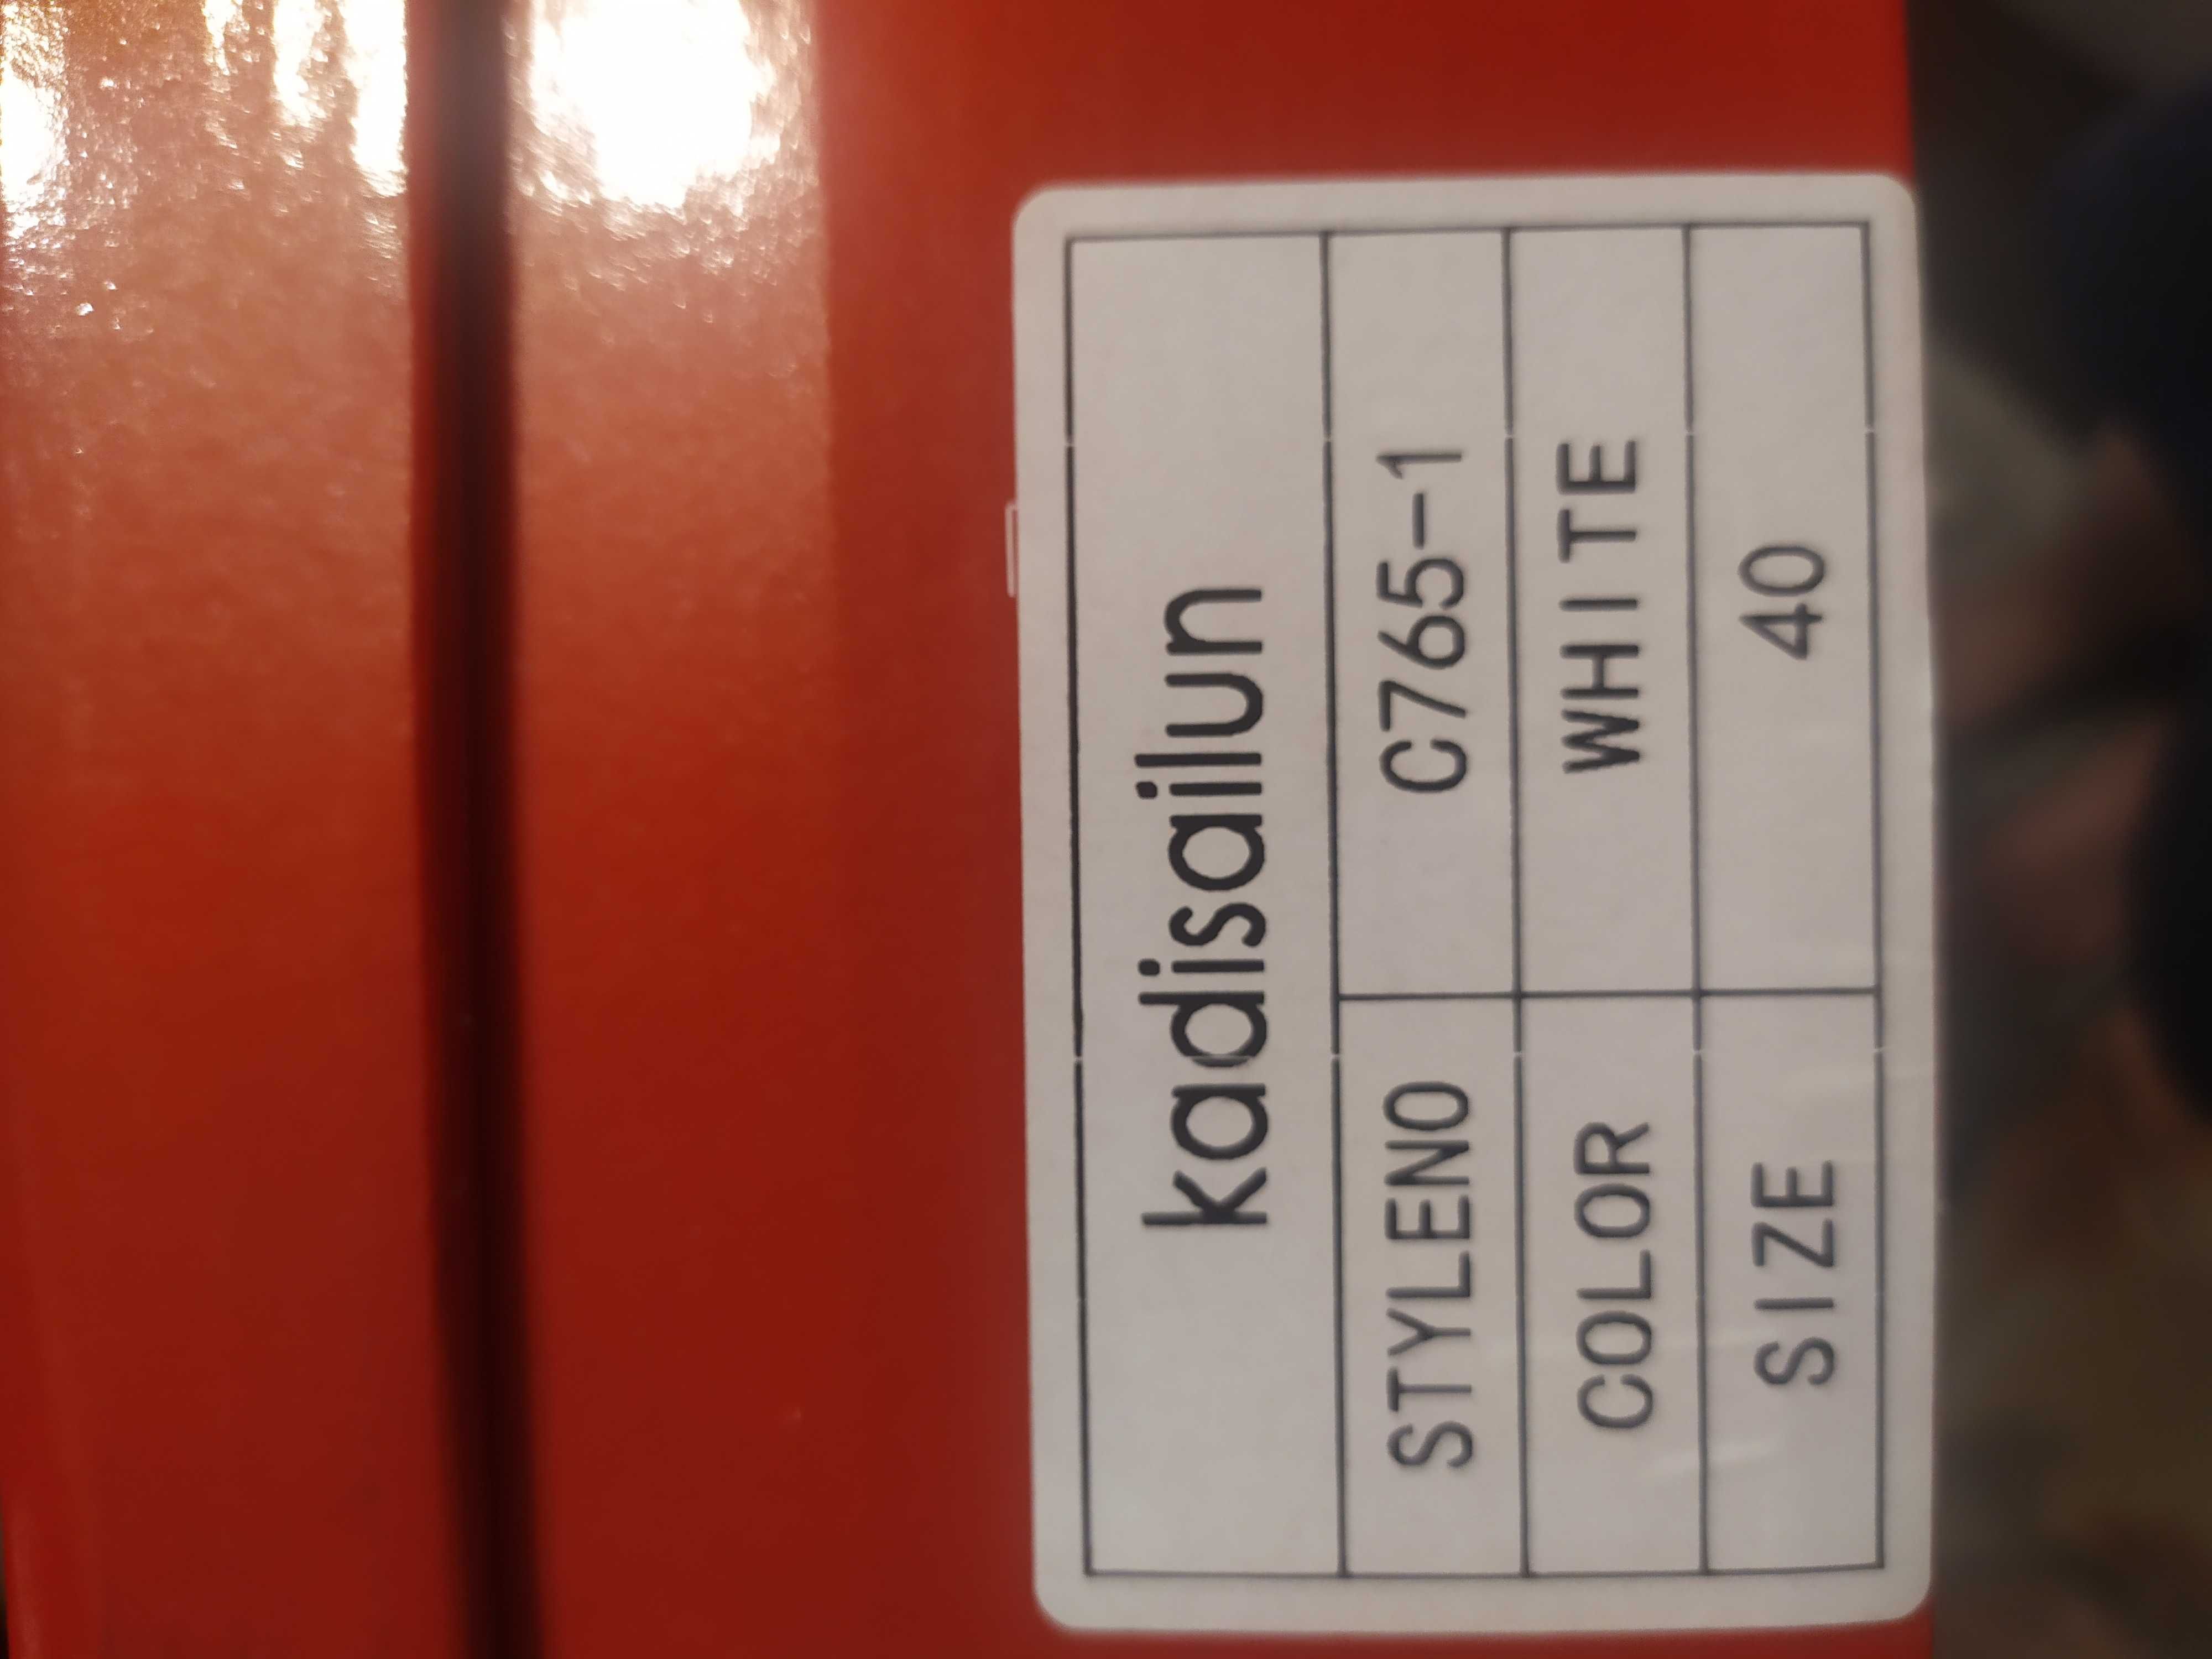 kadisailun
STYLENO C765-1
COLOR WHITE
SIZE 40